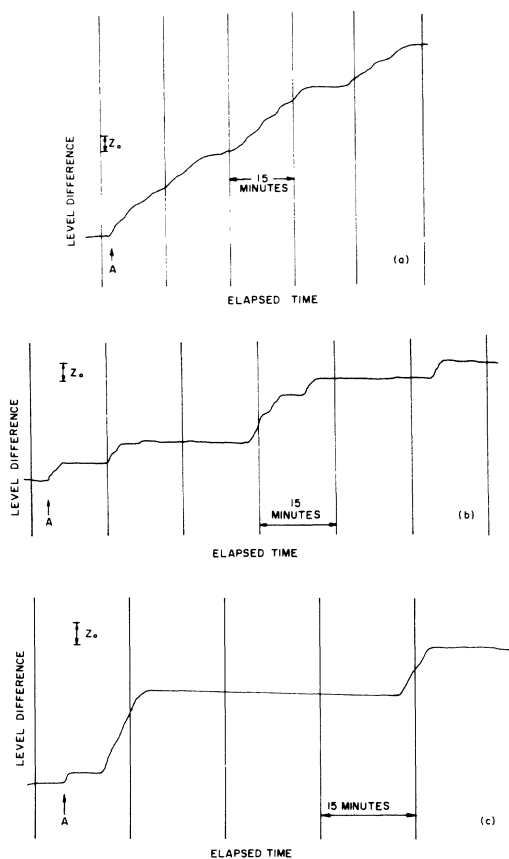 LEVEL DIFFERENCE
Z₀
15
MINUTES
A
(a)
ELAPSED TIME
LEVEL DIFFERENCE
Z₀
15
MINUTES
A
(b)
ELAPSED TIME
LEVEL DIFFERENCE
Z₀
15 MINUTES
A
(c)
ELAPSED TIME